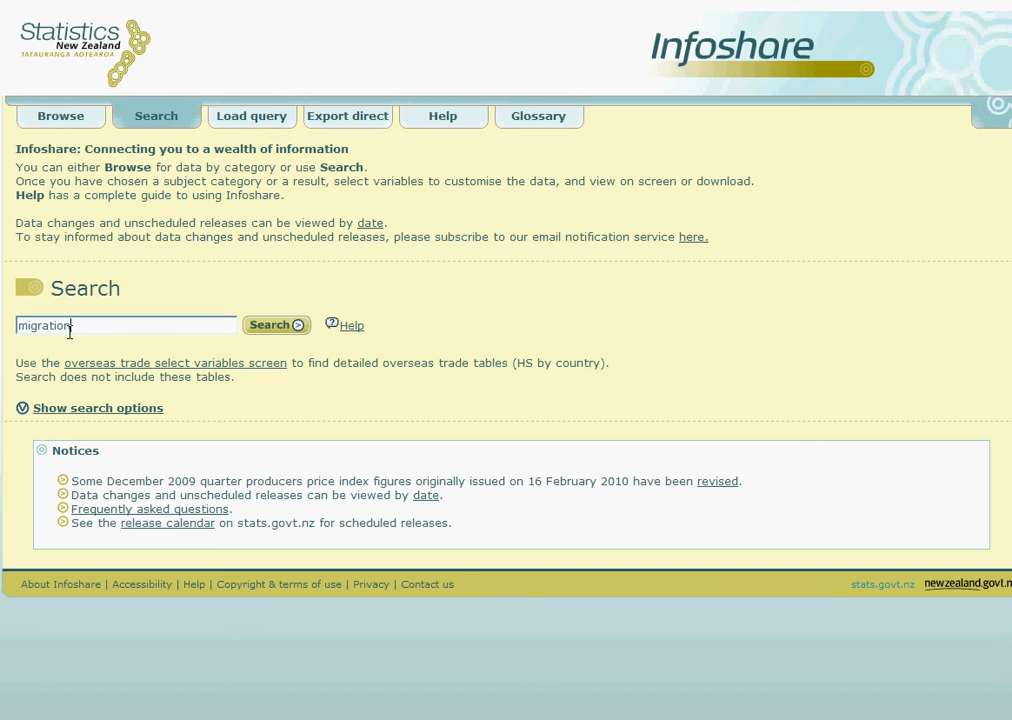 Statistics
New Zealand
TATAURANGA AOTEAROA
Infoshare
Browse
Search
Load query
Export direct
Help
Glossary
Infoshare: Connecting you to a wealth of information
You can either Browse for data by category or use Search.
Once you have chosen a subject category or a result, select variables to customise the data, and view on screen or download.
Help has a complete guide to using Infoshare.
Data changes and unscheduled releases can be viewed by date.
To stay informed about data changes and unscheduled releases, please subscribe to our email notification service here.
Search
migration
Search
Help
Use the overseas trade select variables screen to find detailed overseas trade tables (HS by country).
Search does not include these tables.
Show search options
Notices
Some December 2009 quarter producers price index figures originally issued on 16 February 2010 have been revised.
Data changes and unscheduled releases can be viewed by date.
Frequently asked questions.
See the release calendar on stats.govt.nz for scheduled releases.
About Infoshare | Accessibility | Help | Copyright & terms of use | Privacy | Contact us
stats.govt.nz newzealand.govt.n